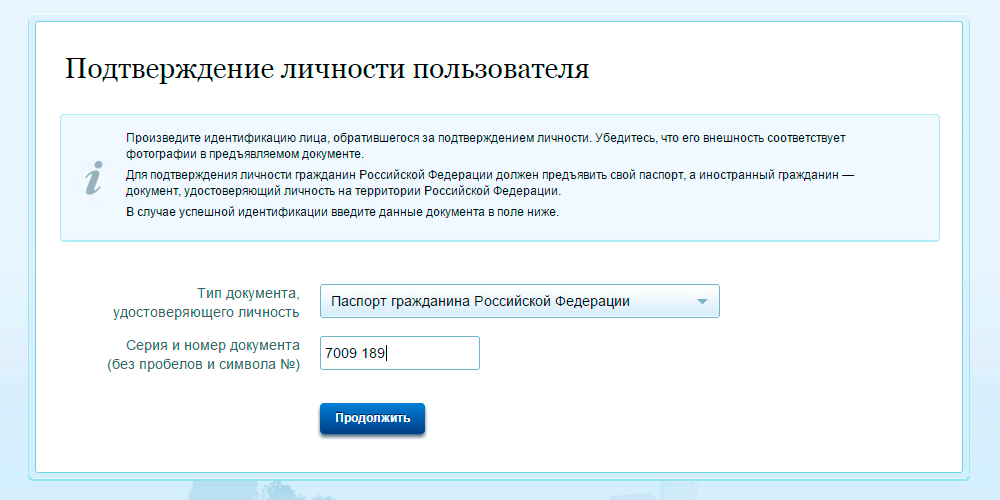 Подтверждение личности пользователя
Произведите идентификацию лица, обратившегося за подтверждением личности. Убедитесь, что его внешность соответствует
фотографии в предъявляемом документе.
Для подтверждения личности гражданин Российской Федерации должен предъявить свой паспорт, а иностранный гражданин —
документ, удостоверяющий личность на территории Российской Федерации.
В случае успешной идентификации введите данные документа в поле ниже.
Тип документа,
удостоверяющего личность
Паспорт гражданина Российской Федерации
Серия и номер документа
(без пробелов и символа №)
7009 189
Продолжить